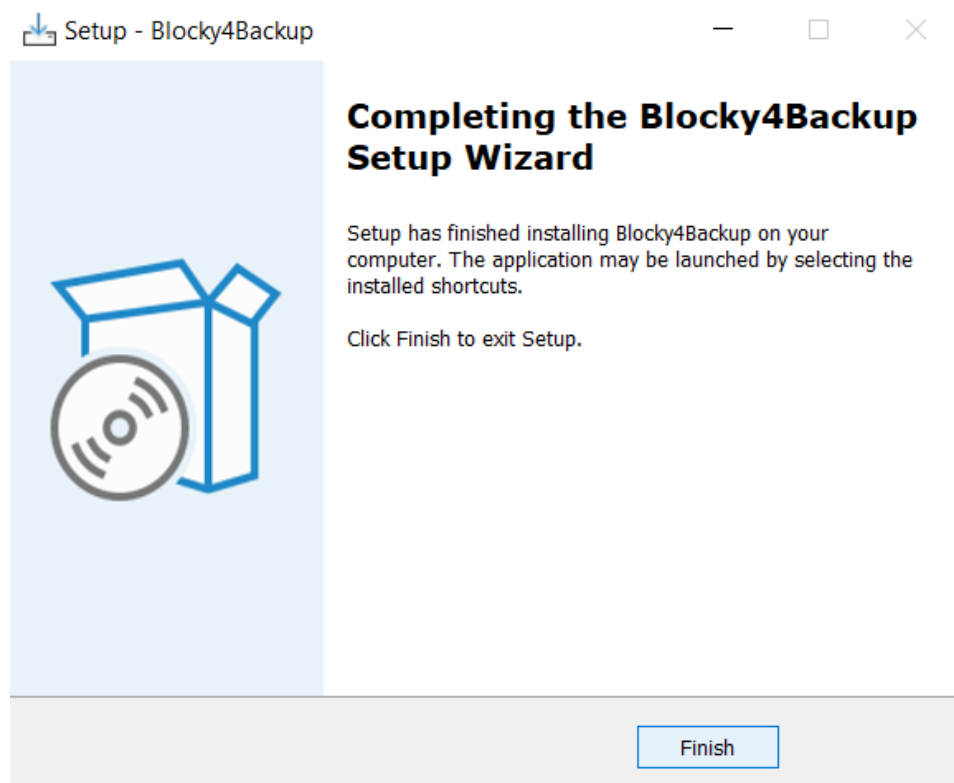 Setup - Blocky4Backup
Completing the Blocky4Backup
Setup Wizard
Setup has finished installing Blocky4Backup on your
computer. The application may be launched by selecting the
installed shortcuts.
Click Finish to exit Setup.
Finish